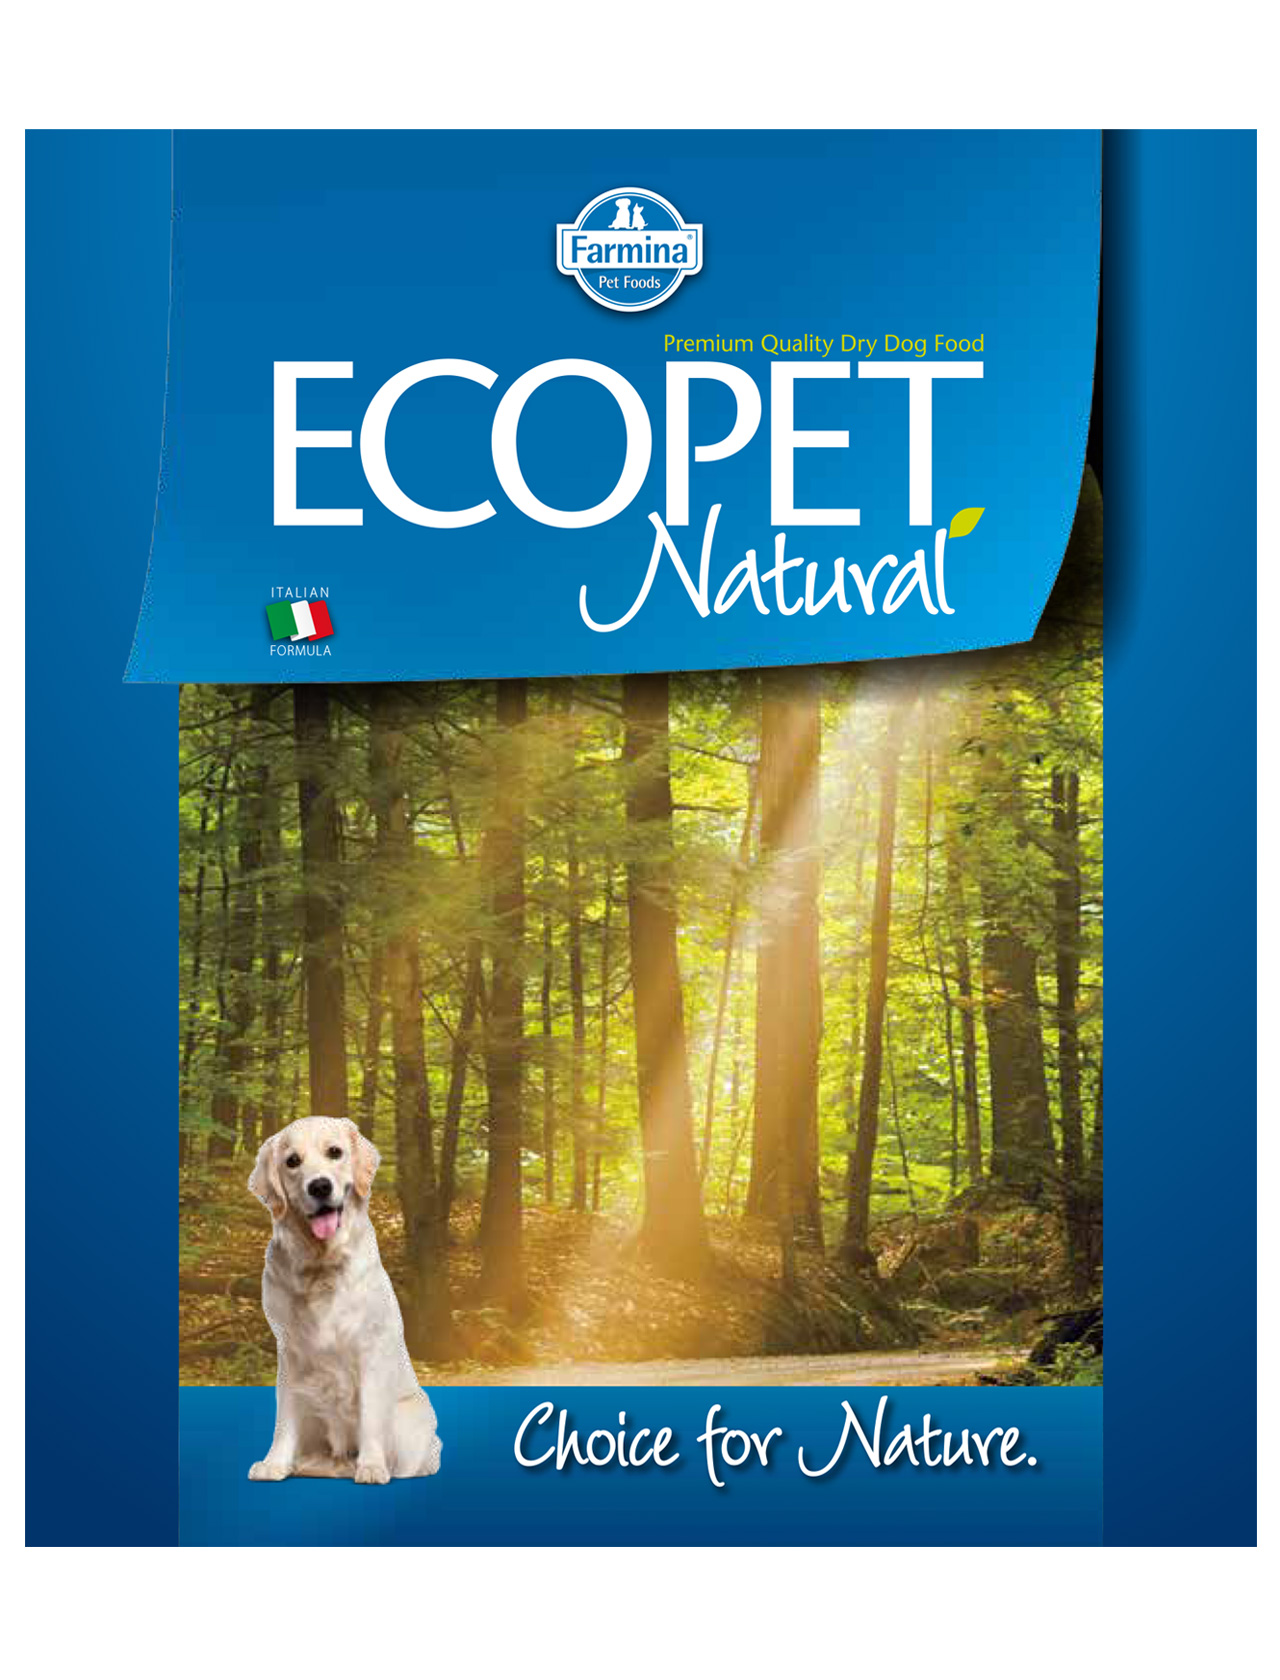 Farmina®
Pet Foods
Premium Quality Dry Dog Food
ECOPET
Natural
ITALIAN
FORMULA
Choice for Nature.